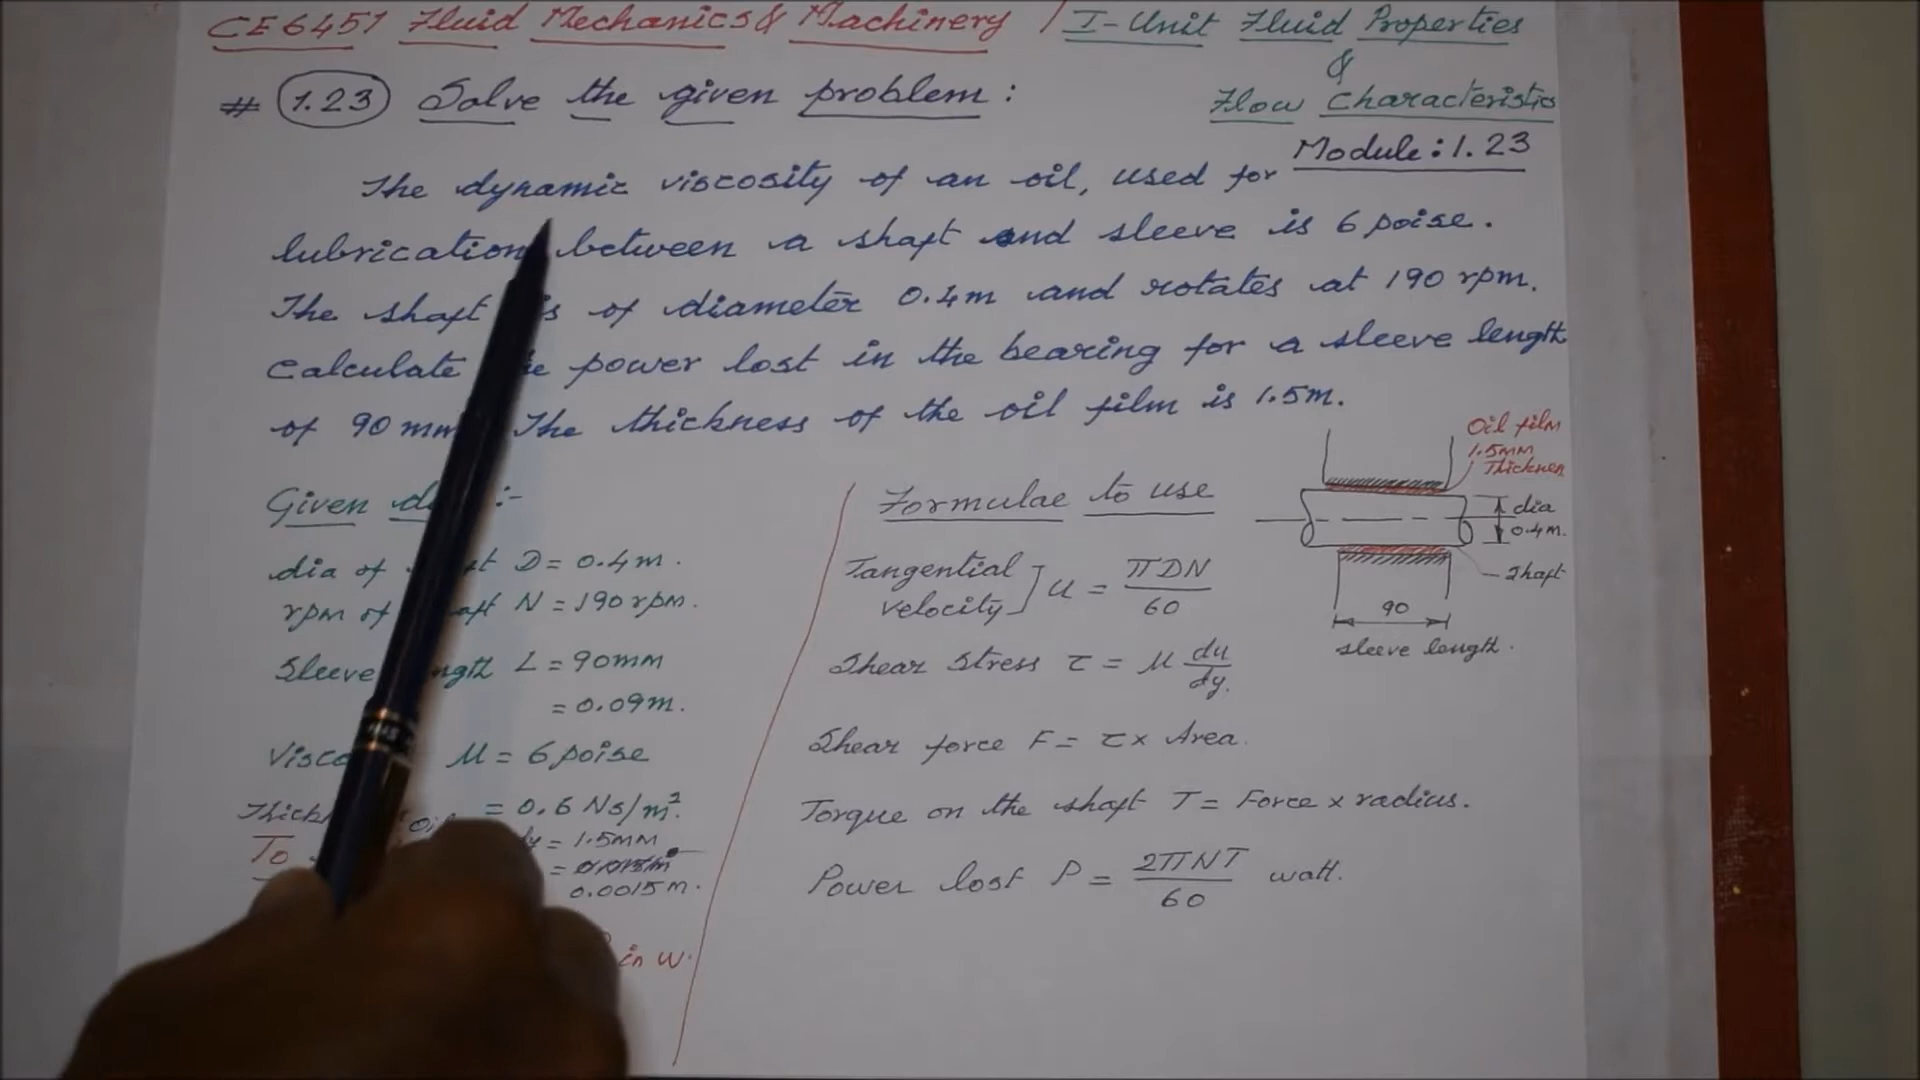 CE6451 Fluid Mechanics & Machinery / I-Unit Fluid Properties
&
Flow Characteristics
# 1.23 Solve the given problem:
Module: 1.23
The dynamic viscosity of an oil, used for
lubrication between a shaft and sleeve is 6 poise.
The shaft is of diameter 0.4m and rotates at 190 rpm.
Calculate power lost in the bearing for a sleeve length
of 90 mm The thickness of the oil film is 1.5m.
Given :-
dia of D = 0.4m.
rpm of N = 190 rpm.
Sleeve L = 90mm
= 0.09m.
M = 6 poise
= 0.6 Ns/m²
= 1.5mm
=
0.0015m.
To
in w.
Formulae to use
Tangential velocity ] u = πDN / 60
Shear Stress τ = μ du / dy.
Shear force F = τ × Area.
Torque on the shaft T = Force × radius.
Power lost P = 2πNT / 60 watt.
Oil film
1.5mm
Thicknen
dia
0.4m.
Shaft
90
sleeve length.